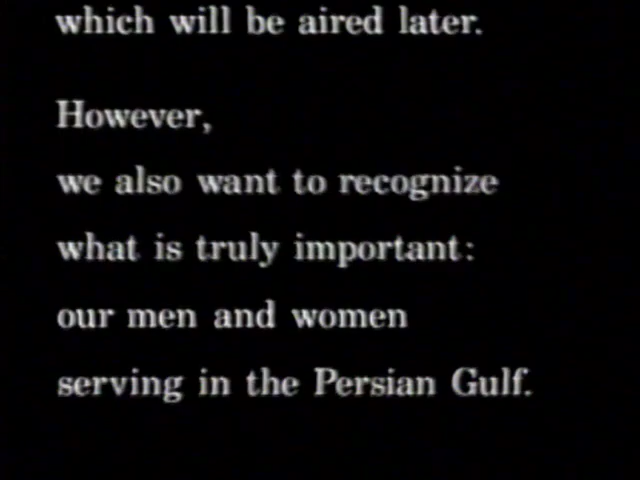 which will be aired later.
However,
we also want to recognize
what is truly important:
our men and women
serving in the Persian Gulf.